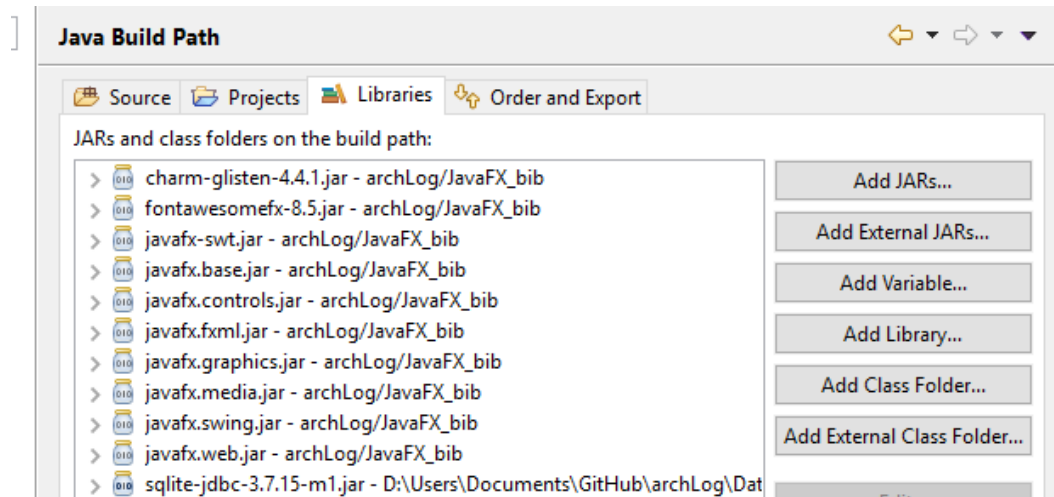 Java Build Path
Source Projects Libraries Order and Export
JARs and class folders on the build path:
charm-glisten-4.4.1.jar - archLog/JavaFX_bib
fontawesomefx-8.5.jar - archLog/JavaFX_bib
javafx-swt.jar - archLog/JavaFX_bib
javafx.base.jar - archLog/JavaFX_bib
javafx.controls.jar - archLog/JavaFX_bib
javafx.fxml.jar - archLog/JavaFX_bib
javafx.graphics.jar - archLog/JavaFX_bib
javafx.media.jar - archLog/JavaFX_bib
javafx.swing.jar - archLog/JavaFX_bib
javafx.web.jar - archLog/JavaFX_bib
sqlite-jdbc-3.7.15-m1.jar - D:\Users\Documents\GitHub\archLog\Dat
Add JARs...
Add External JARs...
Add Variable...
Add Library...
Add Class Folder...
Add External Class Folder...